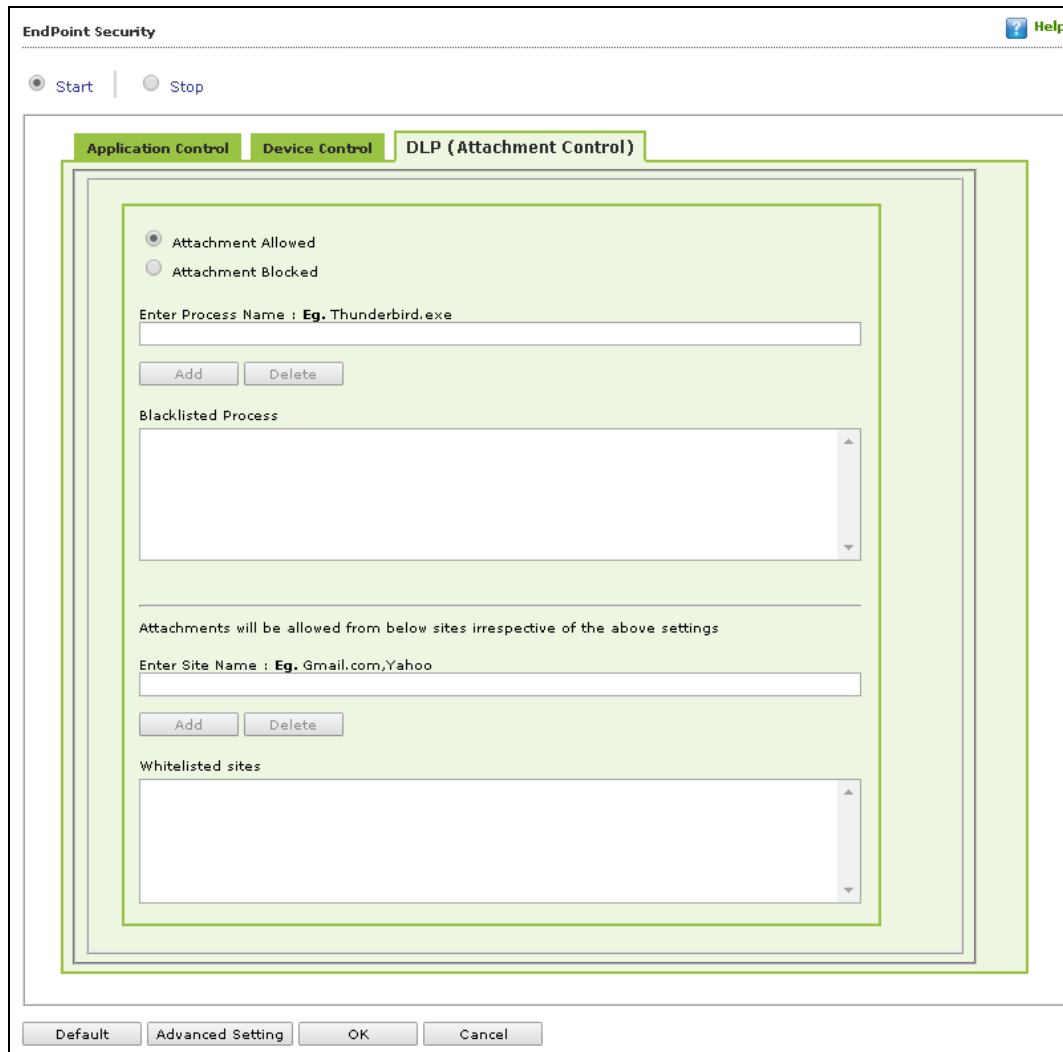 EndPoint Security
Help
Start
Stop
Application Control
Device Control
DLP (Attachment Control)
Attachment Allowed
Attachment Blocked
Enter Process Name : Eg. Thunderbird.exe
Add
Delete
Blacklisted Process
Attachments will be allowed from below sites irrespective of the above settings
Enter Site Name : Eg. Gmail.com,Yahoo
Add
Delete
Whitelisted sites
Default
Advanced Setting
OK
Cancel